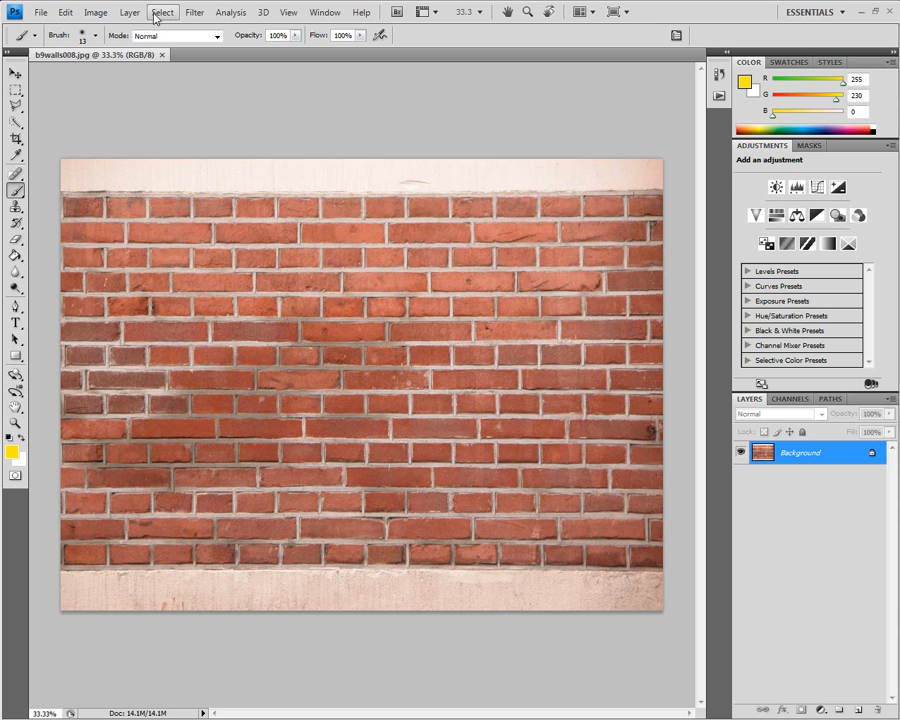 Ps File Edit Image Layer Select Filter Analysis 3D View Window Help Br 33.3 ESSENTIALS
Brush: 13 Mode: Normal Opacity: 100% Flow: 100%
b9walls008.jpg @ 33.3% (RGB/8)
COLOR SWATCHES STYLES
R 255
G 230
B 0
ADJUSTMENTS MASKS
Add an adjustment
Levels Presets
Curves Presets
Exposure Presets
Hue/Saturation Presets
Black & White Presets
Channel Mixer Presets
Selective Color Presets
LAYERS CHANNELS PATHS
Normal Opacity: 100%
Lock: Fill: 100%
Background
33.33% Doc: 14.1M/14.1M